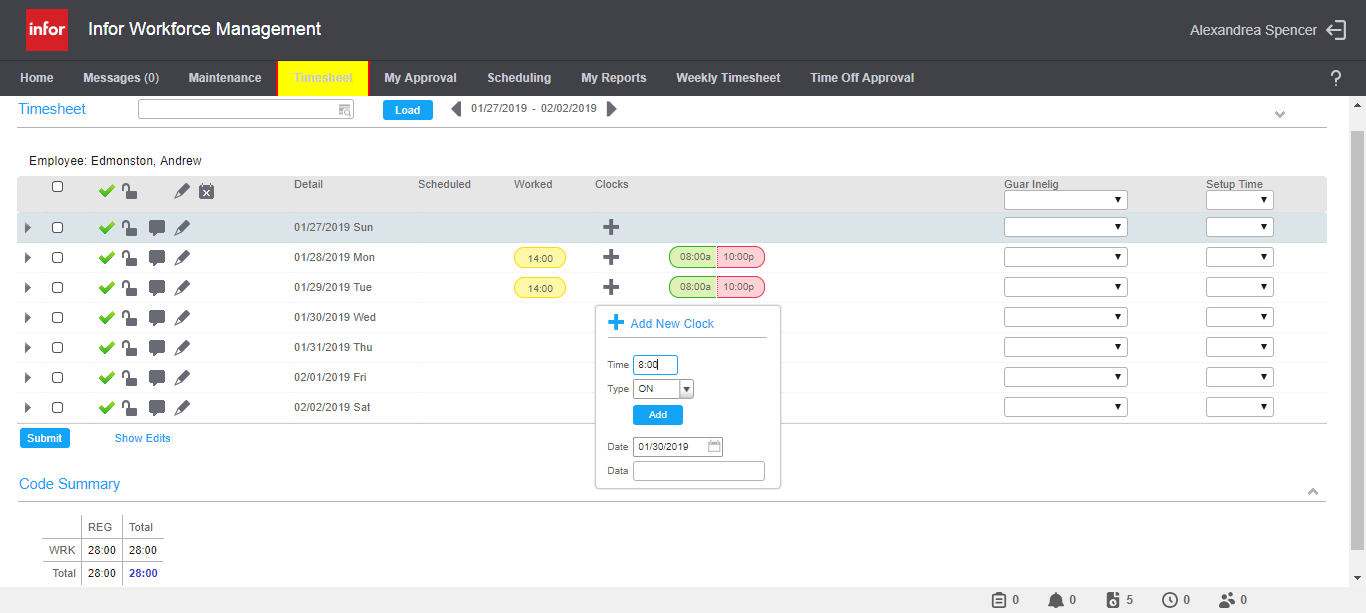 infor Infor Workforce Management Alexandrea Spencer
Home Messages (0) Maintenance Timesheet My Approval Scheduling My Reports Weekly Timesheet Time Off Approval ?
Timesheet Load 01/27/2019 - 02/02/2019
Employee: Edmonston, Andrew
Detail Scheduled Worked Clocks Guar Inelig Setup Time
01/27/2019 Sun
01/28/2019 Mon 14:00 08:00a 10:00p
01/29/2019 Tue 14:00 08:00a 10:00p
01/30/2019 Wed
01/31/2019 Thu
02/01/2019 Fri
02/02/2019 Sat
Add New Clock
Time 8:00
Type ON
Add
Date 01/30/2019
Data
Submit Show Edits
Code Summary
REG Total
WRK 28:00 28:00
Total 28:00 28:00
0 0 5 0 0